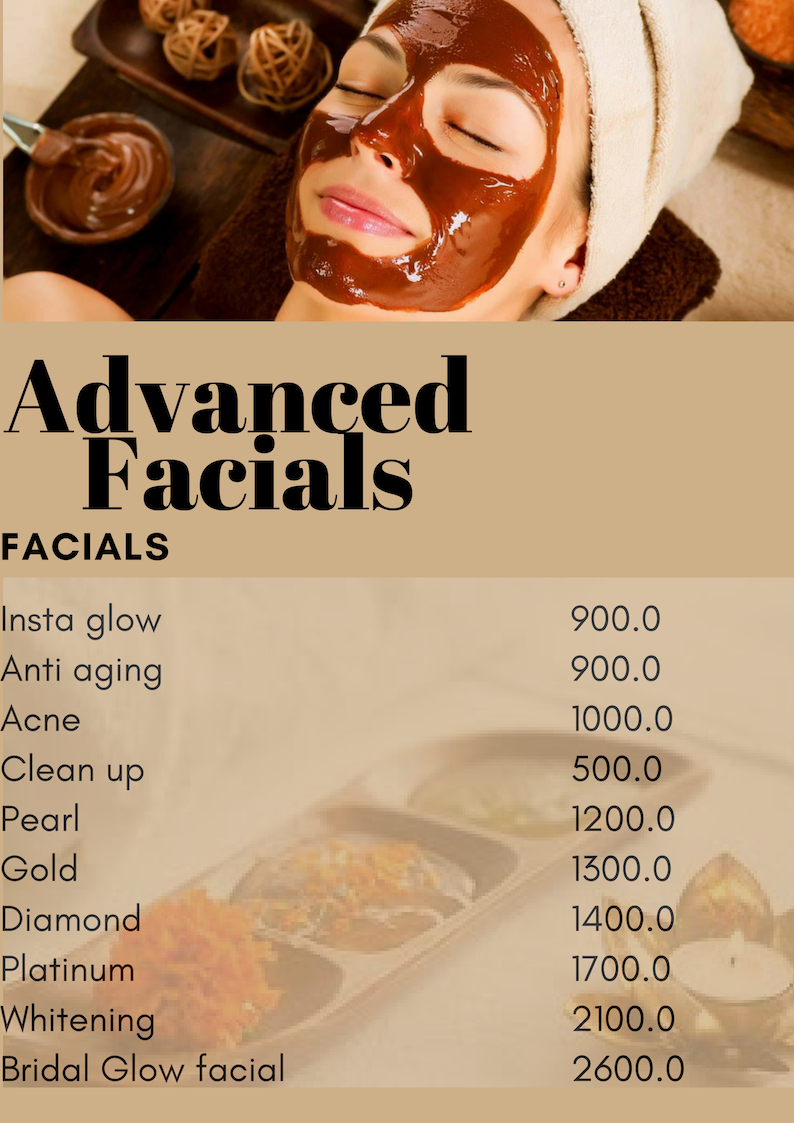 Advanced
Facials
FACIALS
Insta glow 900.0
Anti aging 900.0
Acne 1000.0
Clean up 500.0
Pearl 1200.0
Gold 1300.0
Diamond 1400.0
Platinum 1700.0
Whitening 2100.0
Bridal Glow facial 2600.0